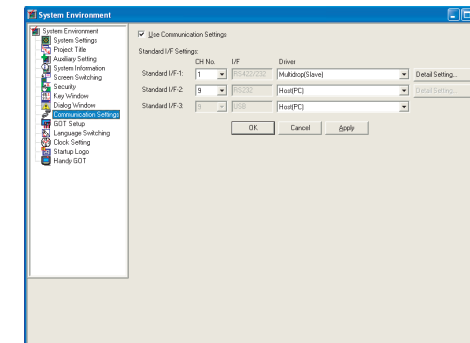 System Environment
System Environment
System Settings
Project Title
Auxiliary Setting
System Information
Screen Switching
Security
Key Window
Dialog Window
Communication Settings
GOT Setup
Language Switching
Clock Setting
Startup Logo
Handy GOT
Use Communication Settings
Standard I/F Settings:
CH No. I/F Driver
Standard I/F-1: 1 RS422/232 Multidrop(Slave) Detail Setting...
Standard I/F-2: 9 RS232 Host(PC) Detail Setting...
Standard I/F-3: 9 USB Host(PC)
OK Cancel Apply